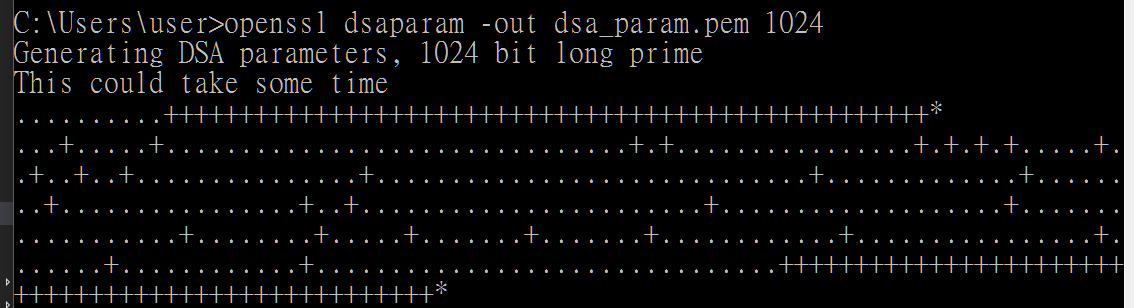 C:\Users\user>openssl dsaparam -out dsa_param.pem 1024
Generating DSA parameters, 1024 bit long prime
This could take some time
..........+++++++++++++++++++++++++++++++++++++++++++++++++++*
...+.....+...............................+.+................+.+.+.+.....+.
.+..+..+...............+.............................+.............+......
..+................+..+.......................+...................+.......
...........+........+.....+.......+.......+............+................+.
......+............+...............................+++++++++++++++++++++++
++++++++++++++++++++++++++++*